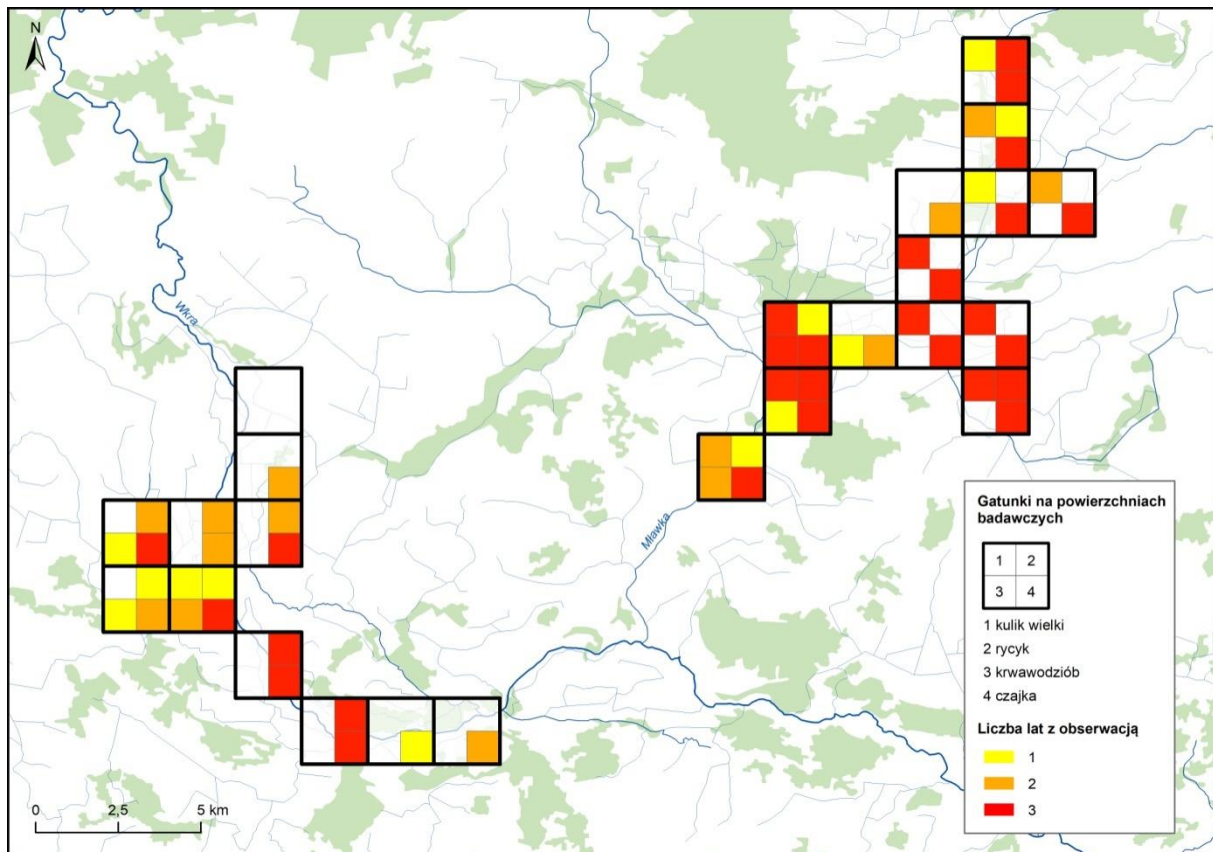 N
Wkra
Mławka
Gatunki na powierzchniach
badawczych
1 2
3 4
1 kulik wielki
2 rycyk
3 krwawodziób
4 czajka
Liczba lat z obserwacją
1
2
3
0 2,5 5 km